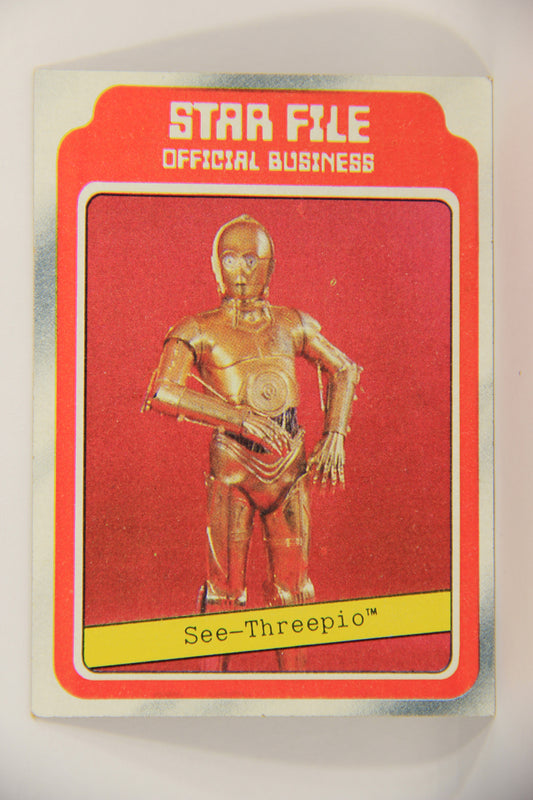 STAR FILE
OFFICIAL BUSINESS
See-Threepio™